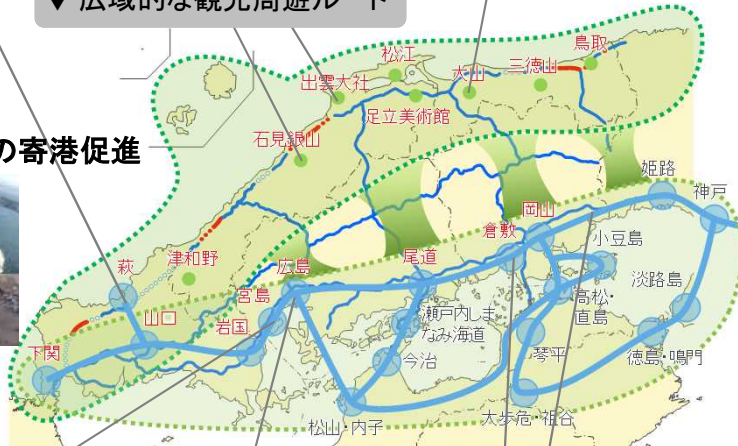 ▼ 広域的な観光周遊ルート
鳥取
松江
大山
三徳山
出雲大社
足立美術館
石見銀山
の寄港促進
姫路
神戸
岡山
倉敷
小豆島
萩
津和野
広島
尾道
淡路島
宮島
高松・
直島
瀬戸内しま
なみ海道
山口
岩国
下関
今治
琴平
徳島・鳴門
松山・内子
大歩危・祖谷